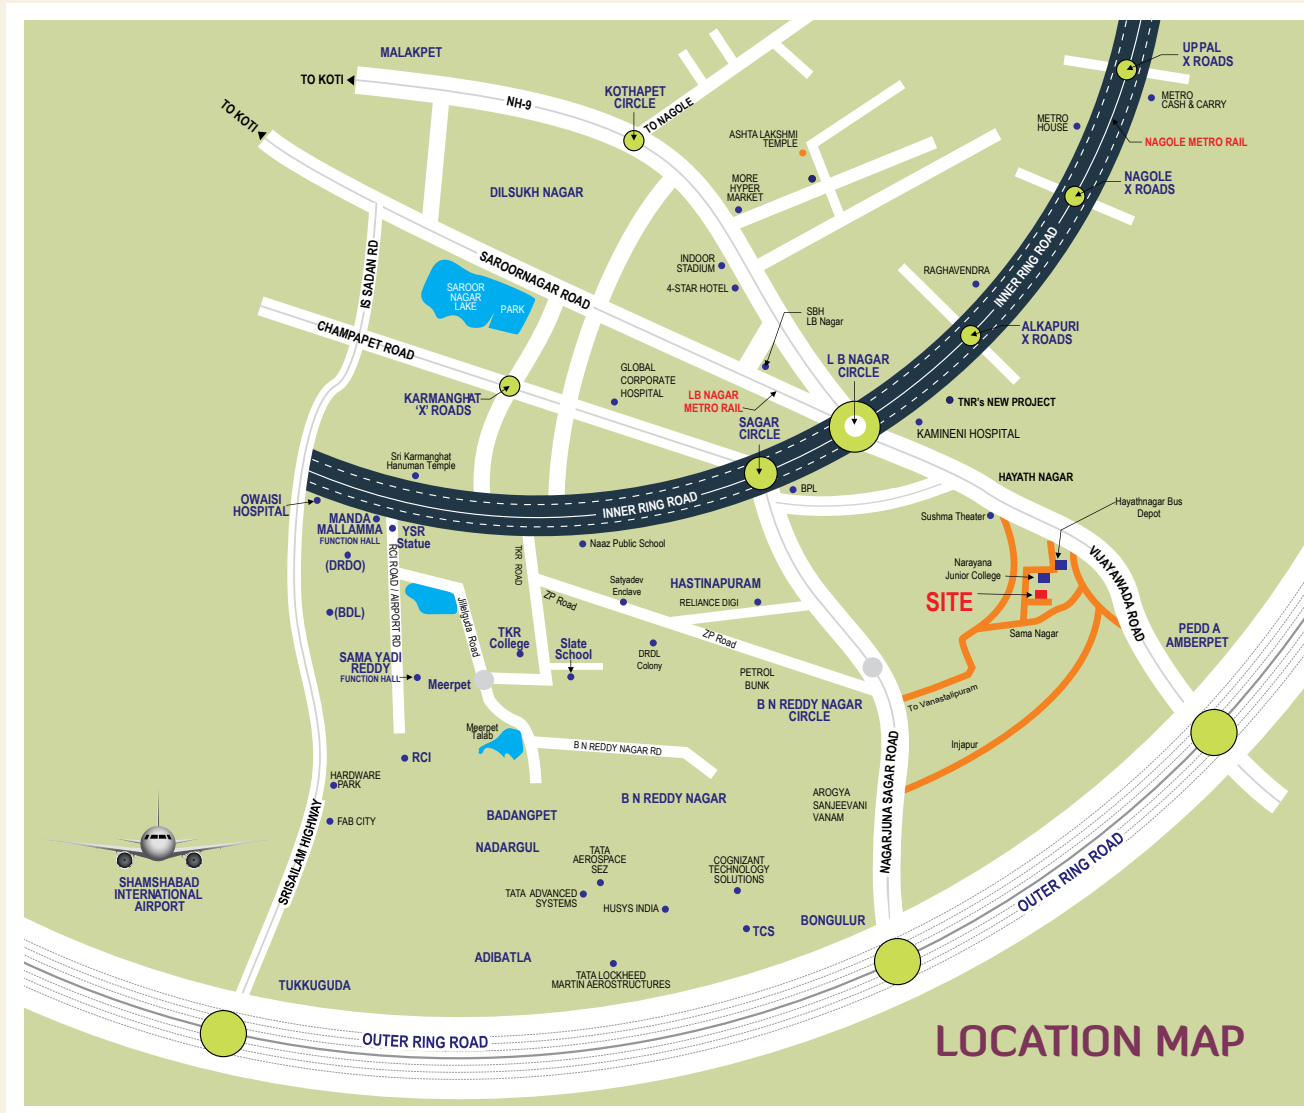 MALAKPET
TO KOTI
NH-9
KOTHAPET
CIRCLE
TO NAGOLE
UPPAL
X ROADS
METRO
CASH & CARRY
METRO
HOUSE
NAGOLE METRO RAIL
TO KOTI
ASHTA LAKSHMI
TEMPLE
NAGOLE
X ROADS
DILSUKH NAGAR
MORE
HYPER
MARKET
IS SADAN RD
SAROORNAGAR ROAD
INDOOR
STADIUM
4-STAR HOTEL
RAGHAVENDRA
INNER RING ROAD
SAROOR
NAGAR
LAKE
PARK
SBH
LB Nagar
ALKAPURI
X ROADS
CHAMPAPET ROAD
L B NAGAR
CIRCLE
GLOBAL
CORPORATE
HOSPITAL
KARMANGHAT
'X' ROADS
LB NAGAR
METRO RAIL
TNR's NEW PROJECT
SAGAR
CIRCLE
KAMINENI HOSPITAL
Sri Karmanghat
Hanuman Temple
HAYATH NAGAR
BPL
OWAISI
HOSPITAL
INNER RING ROAD
Hayathnagar Bus
Depot
Sushma Theater
MANDA
MALLAMMA
FUNCTION HALL
YSR
Statue
(DRDO)
RCI ROAD / AIRPORT RD
TKR ROAD
Naaz Public School
VIJAYAWADA ROAD
Narayana
Junior College
SITE
Satyadev
Enclave
HASTINAPURAM
RELIANCE DIGI
(BDL)
Jillelguda Road
ZP Road
ZP Road
Sama Nagar
PEDD A
AMBERPET
TKR
College
Slate
School
DRDL
Colony
SAMA YADI
REDDY
FUNCTION HALL
Meerpet
PETROL
BUNK
To Vanastalipuram
B N REDDY NAGAR
CIRCLE
Meerpet
Talab
B N REDDY NAGAR RD
Injapur
RCI
NAGARJUNA SAGAR ROAD
HARDWARE
PARK
AROGYA
SANJEEVANI
VANAM
B N REDDY NAGAR
BADANGPET
FAB CITY
NADARGUL
SRISAILAM HIGHWAY
TATA
AEROSPACE
SEZ
COGNIZANT
TECHNOLOGY
SOLUTIONS
OUTER RING ROAD
SHAMSHABAD
INTERNATIONAL
AIRPORT
TATA ADVANCED
SYSTEMS
HUSYS INDIA
BONGULUR
TCS
ADIBATLA
TATA LOCKHEED
MARTIN AEROSTRUCTURES
TUKKUGUDA
OUTER RING ROAD
LOCATION MAP